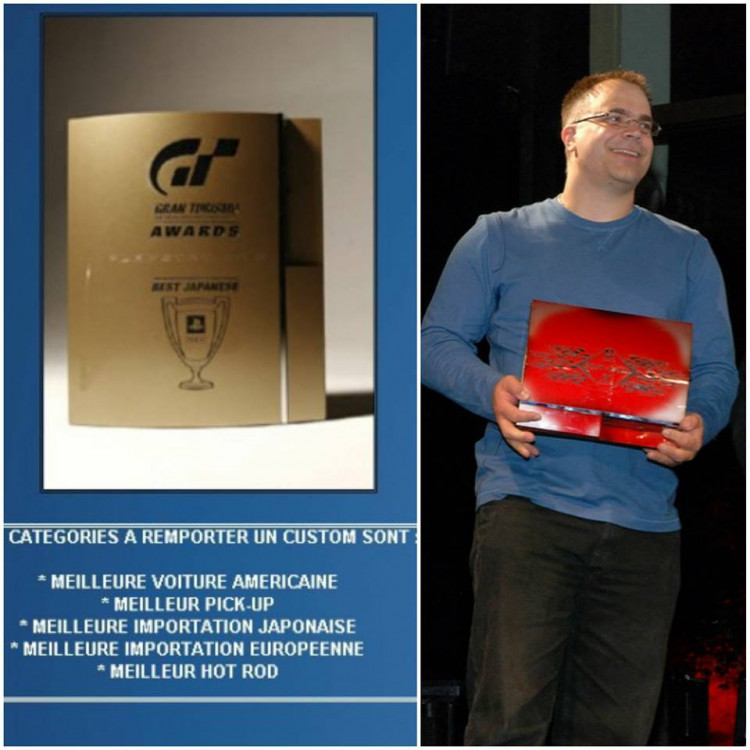 GT
GRAN TURISMO
AWARDS
BEST JAPANESE
CATEGORIES A REMPORTER UN CUSTOM SONT :
* MEILLEURE VOITURE AMERICAINE
* MEILLEUR PICK-UP
* MEILLEURE IMPORTATION JAPONAISE
* MEILLEURE IMPORTATION EUROPEENNE
* MEILLEUR HOT ROD